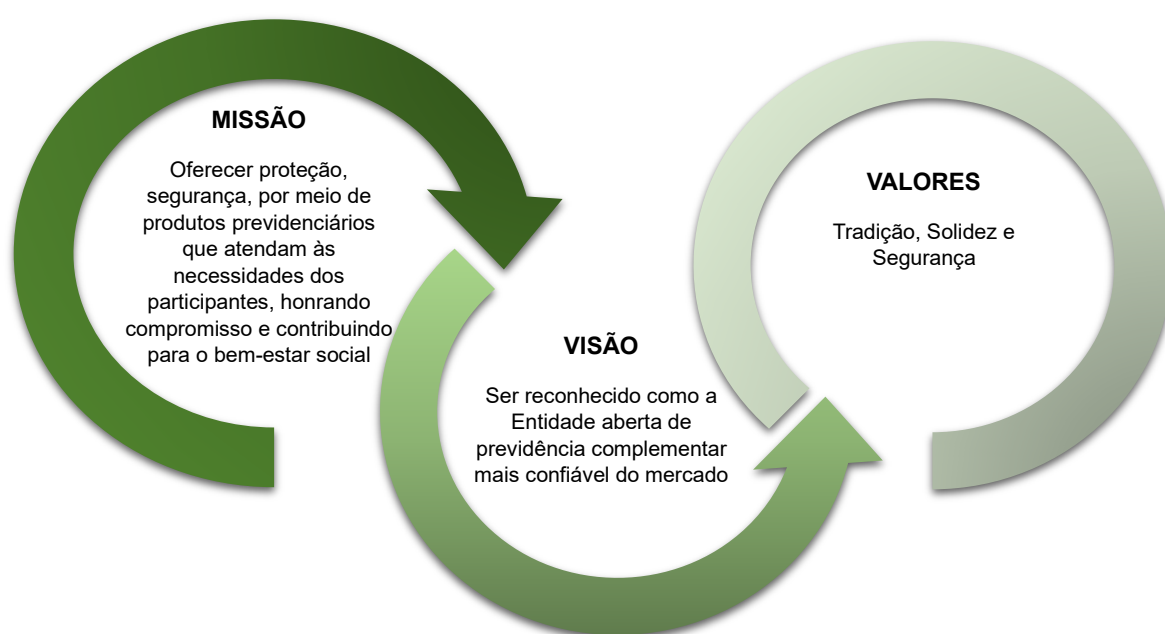 MISSÃO
Oferecer proteção,
segurança, por meio de
produtos previdenciários
que atendam às
necessidades dos
participantes, honrando
compromisso e contribuindo
para o bem-estar social
VISÃO
Ser reconhecido como a
Entidade aberta de
previdência complementar
mais confiável do mercado
VALORES
Tradição, Solidez e
Segurança